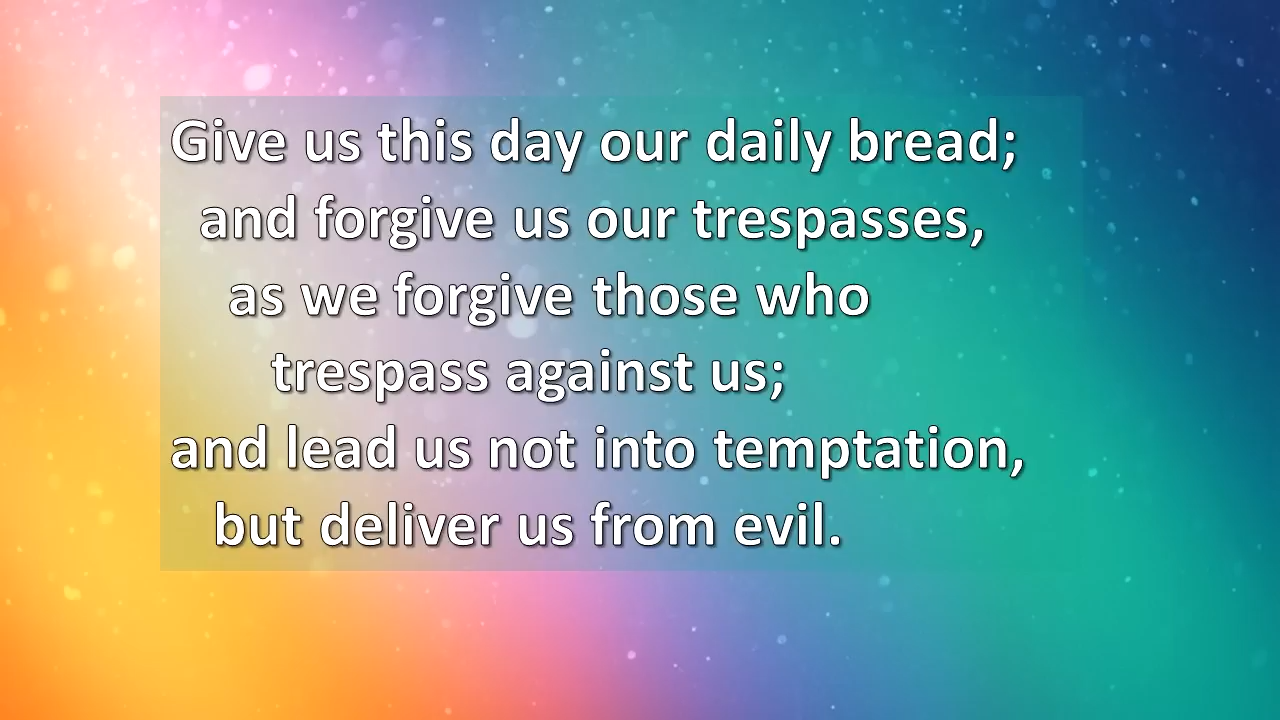 Give us this day our daily bread;
and forgive us our trespasses,
as we forgive those who
trespass against us;
and lead us not into temptation,
but deliver us from evil.